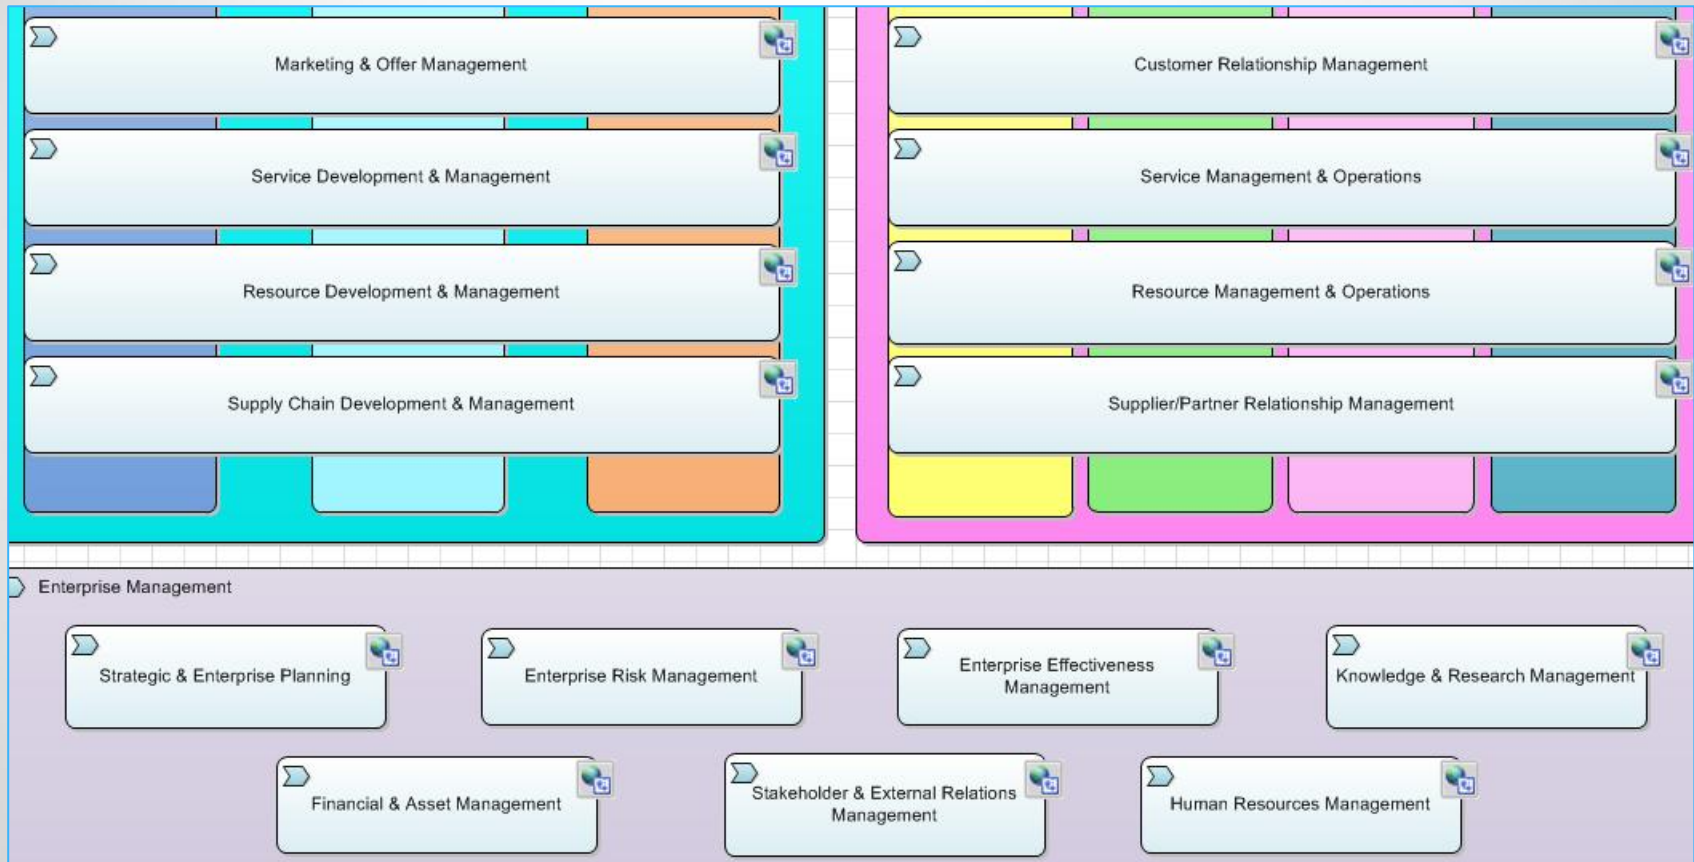 Marketing & Offer Management
Customer Relationship Management
Service Development & Management
Service Management & Operations
Resource Development & Management
Resource Management & Operations
Supply Chain Development & Management
Supplier/Partner Relationship Management
Enterprise Management
Strategic & Enterprise Planning
Enterprise Risk Management
Enterprise Effectiveness
Management
Knowledge & Research Management
Financial & Asset Management
Stakeholder & External Relations
Management
Human Resources Management